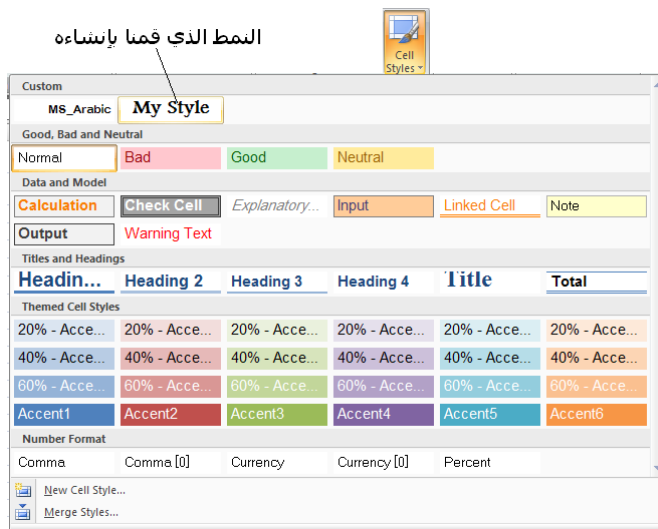 النمط الذي قمنا بإنشاءه
Cell
Styles
Custom
MS_Arabic My Style
Good, Bad and Neutral
Normal Bad Good Neutral
Data and Model
Calculation Check Cell Explanatory... Input Linked Cell Note
Output Warning Text
Titles and Headings
Headin... Heading 2 Heading 3 Heading 4 Title Total
Themed Cell Styles
20% - Acce... 20% - Acce... 20% - Acce... 20% - Acce... 20% - Acce... 20% - Acce...
40% - Acce... 40% - Acce... 40% - Acce... 40% - Acce... 40% - Acce... 40% - Acce...
60% - Acce... 60% - Acce... 60% - Acce... 60% - Acce... 60% - Acce... 60% - Acce...
Accent1 Accent2 Accent3 Accent4 Accent5 Accent6
Number Format
Comma Comma [0] Currency Currency [0] Percent
New Cell Style...
Merge Styles...